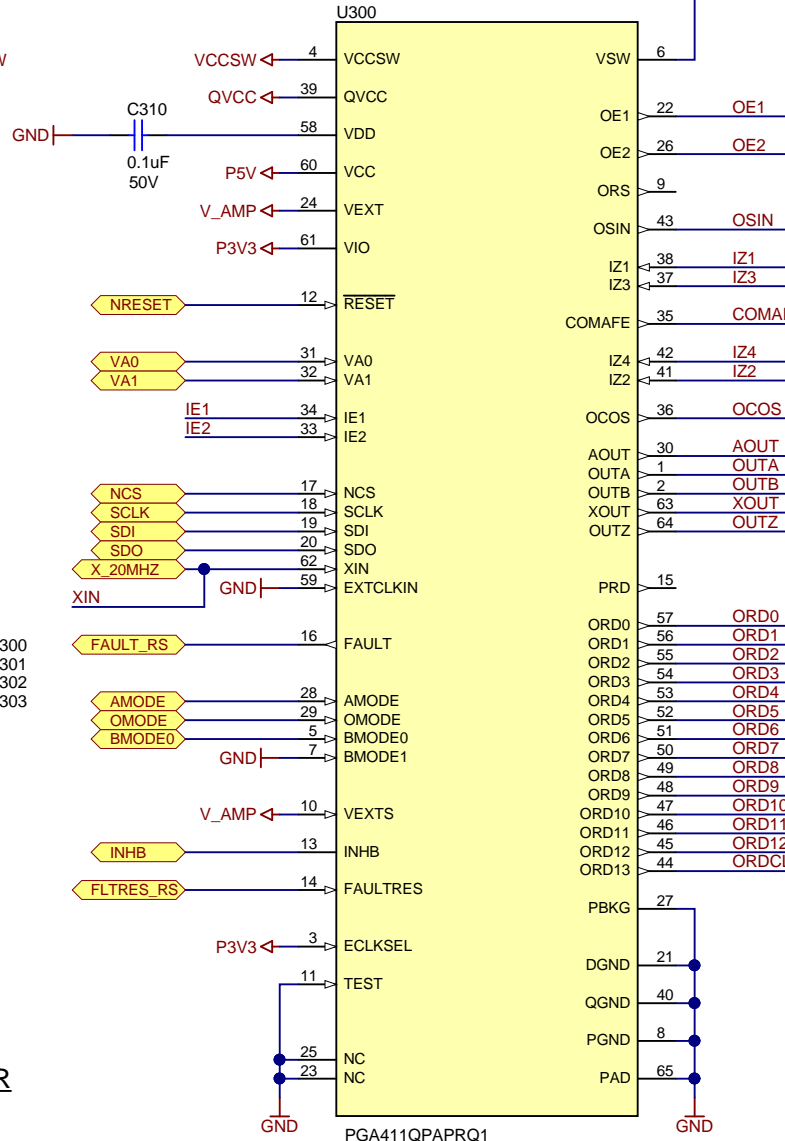 U300
VCCSW 4 VCCSW VSW 6
QVCC 39 QVCC
C310
GND 58 VDD OE1 22 OE1
0.1uF
50V
P5V 60 VCC OE2 26 OE2
V_AMP 24 VEXT ORS 9
P3V3 61 VIO OSIN 43 OSIN
IZ1 38 IZ1
IZ3 37 IZ3
NRESET 12 RESET
COMAFE 35
VA0 31 VA0 IZ4 42 IZ4
VA1 32 VA1 IZ2 41 IZ2
IE1 34 IE1 OCOS 36 OCOS
IE2 33 IE2
AOUT 30 AOUT
OUTA 1 OUTA
NCS 17 NCS OUTB 2 OUTB
SCLK 18 SCLK XOUT 63 XOUT
SDI 19 SDI OUTZ 64 OUTZ
SDO 20 SDO
X_20MHZ 62 XIN
XIN GND 59 EXTCLKIN PRD 15
ORD0 57 ORD0
300 FAULT_RS 16 FAULT ORD1 56 ORD1
301 ORD2 55 ORD2
302 ORD3 54 ORD3
303 AMODE 28 AMODE ORD4 53 ORD4
OMODE 29 OMODE ORD5 52 ORD5
BMODE0 5 BMODE0 ORD6 51 ORD6
GND 7 BMODE1 ORD7 50 ORD7
ORD8 49 ORD8
ORD9 48 ORD9
V_AMP 10 VEXTS ORD10 47 ORD10
ORD11 46 ORD11
INHB 13 INHB ORD12 45 ORD12
ORD13 44
FLTRES_RS 14 FAULTRES
PBKG 27
P3V3 3 ECLKSEL
DGND 21
11 TEST
QGND 40
PGND 8
25 NC
23 NC PAD 65
R
GND GND
PGA411QPAPRQ1